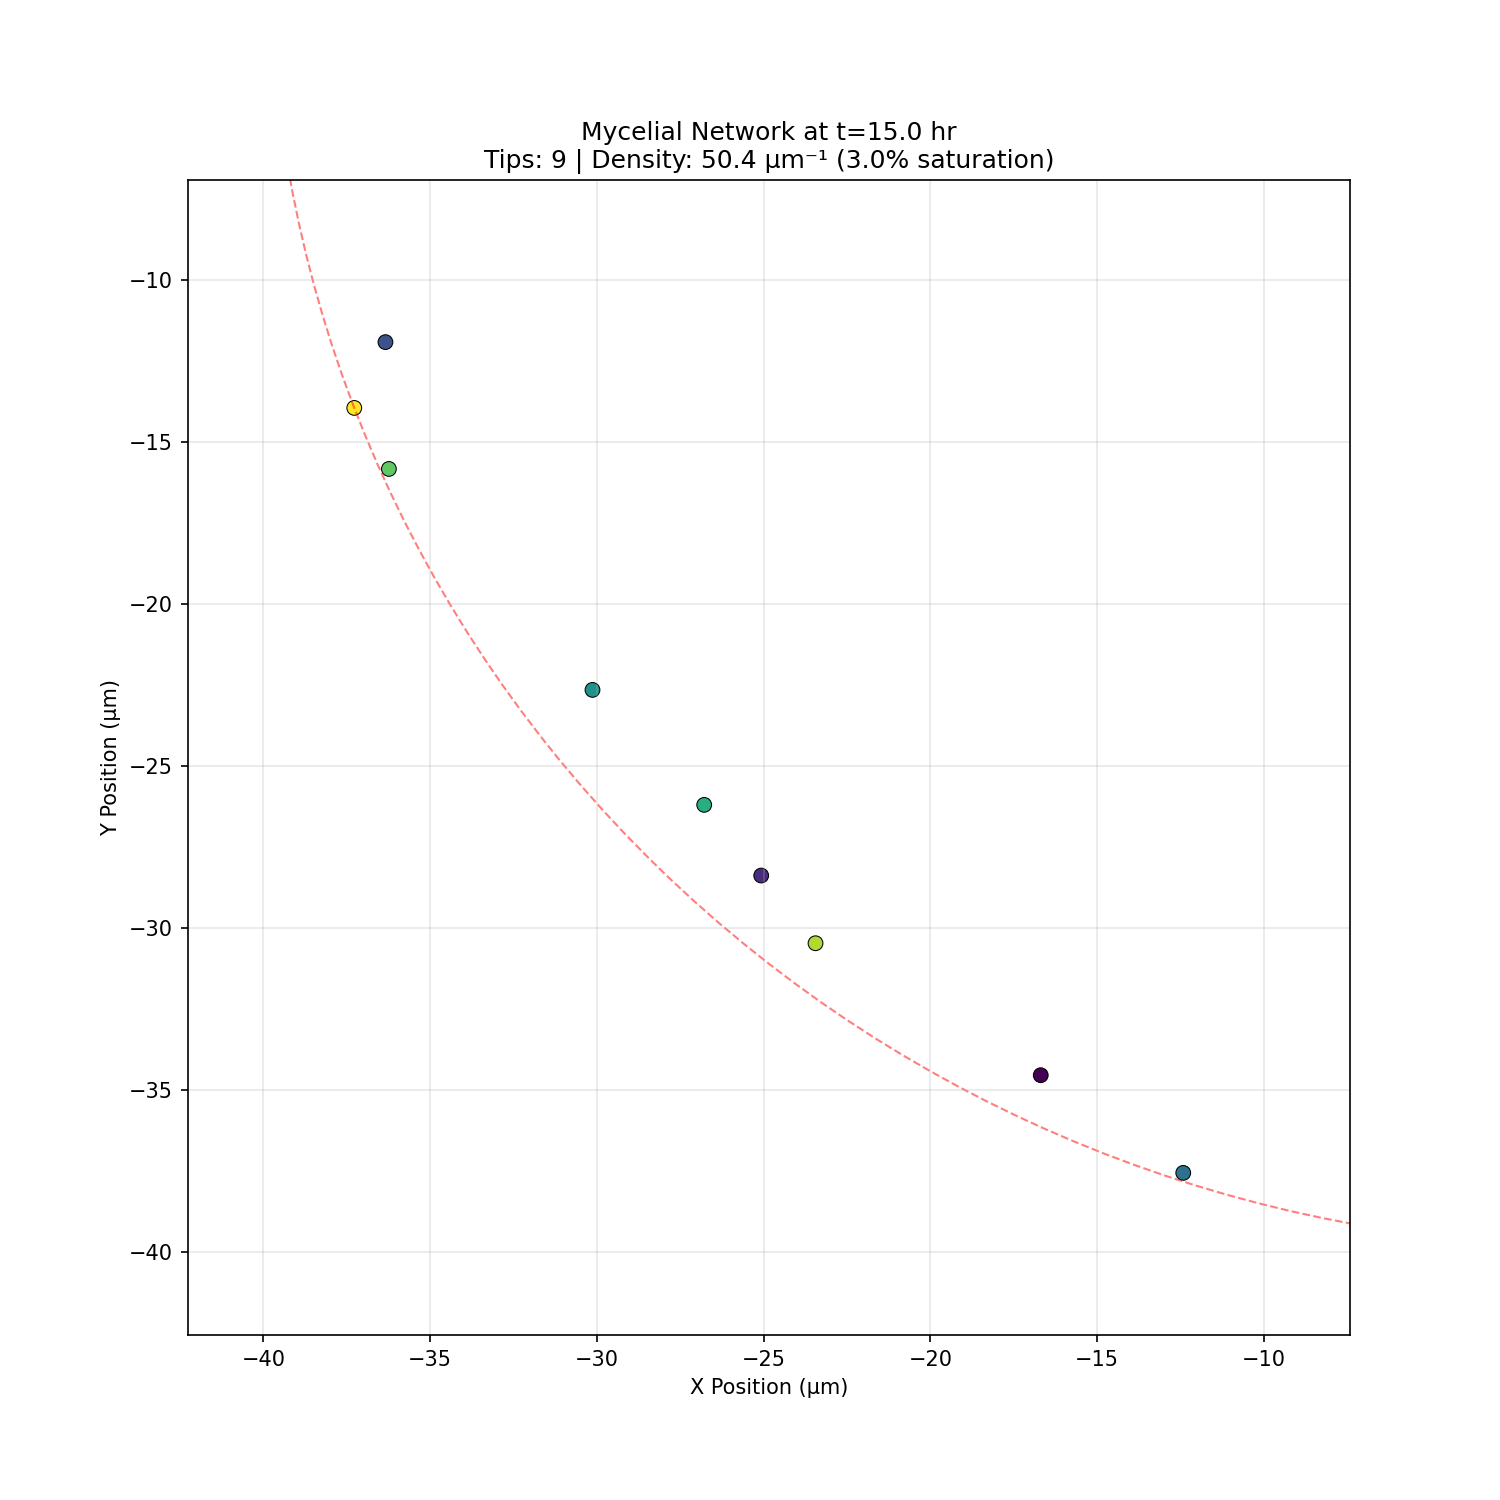 Mycelial Network at t=15.0 hr
Tips: 9 | Density: 50.4 μm⁻¹ (3.0% saturation)
−10
−15
−20
−25
−30
−35
−40
Y Position (μm)
−40 −35 −30 −25 −20 −15 −10
X Position (μm)